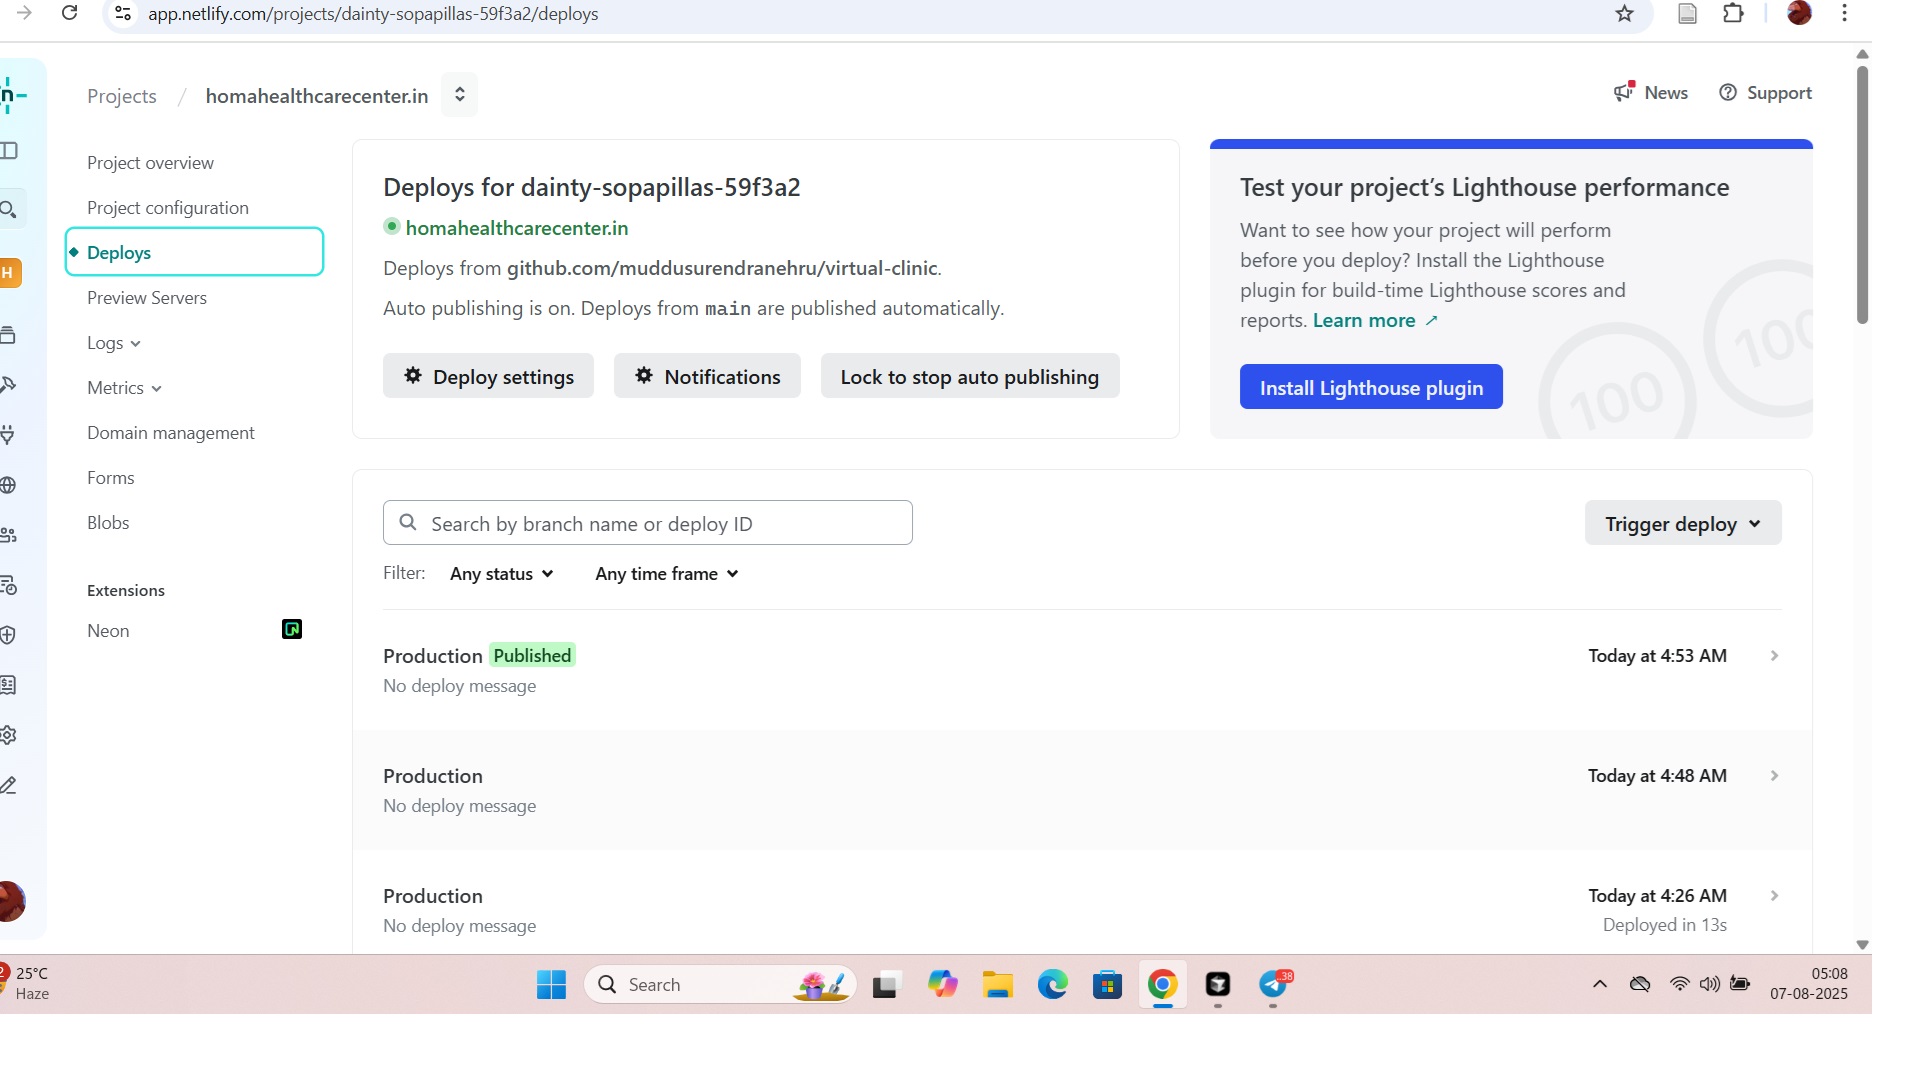 app.netlify.com/projects/dainty-sopapillas-59f3a2/deploys
n
Projects / homahealthcarecenter.in
News
Support
Project overview
Project configuration
Deploys
Preview Servers
Logs
Metrics
Domain management
Forms
Blobs
Extensions
Neon
H
Deploys for dainty-sopapillas-59f3a2
homahealthcarecenter.in
Deploys from github.com/muddusurendranehru/virtual-clinic.
Auto publishing is on. Deploys from main are published automatically.
Deploy settings
Notifications
Lock to stop auto publishing
Test your project’s Lighthouse performance
Want to see how your project will perform
before you deploy? Install the Lighthouse
plugin for build-time Lighthouse scores and
reports. Learn more ↗
Install Lighthouse plugin
100
100
Search by branch name or deploy ID
Trigger deploy
Filter: Any status Any time frame
Production Published
Today at 4:53 AM
No deploy message
Production
Today at 4:48 AM
No deploy message
Production
Today at 4:26 AM
No deploy message
Deployed in 13s
2
25°C
Haze
Search
38
05:08
07-08-2025